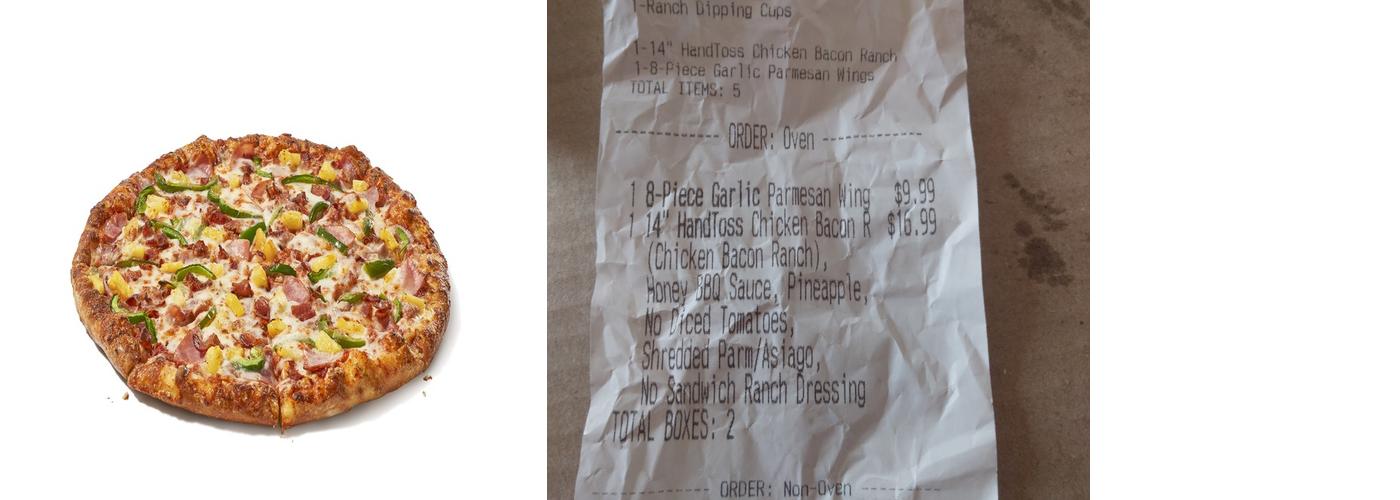 1-Ranch Dipping Cups
1-14" HandToss Chicken Bacon Ranch
1-8-Piece Garlic Parmesan Wings
TOTAL ITEMS: 5
------------ ORDER: Oven ------------
1 8-Piece Garlic Parmesan Wing $9.99
1 14" HandToss Chicken Bacon R $16.99
(Chicken Bacon Ranch),
Honey BBQ Sauce, Pineapple,
No Diced Tomatoes,
Shredded Parm/Asiago,
No Sandwich Ranch Dressing
TOTAL BOXES: 2
------------ ORDER: Non-Oven ----------